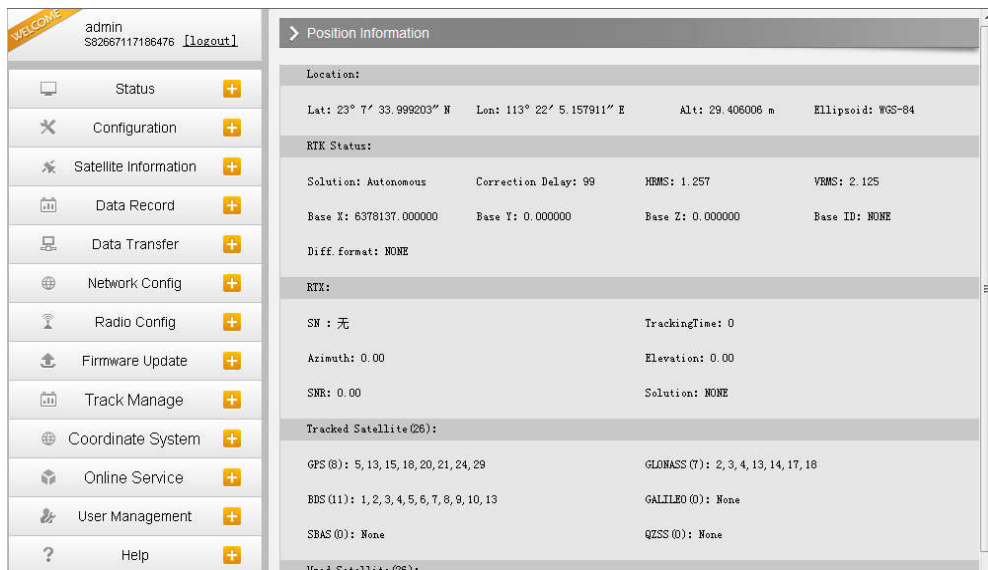 WELCOME
admin
S82667117186476 [logout]
Status
Configuration
Satellite Information
Data Record
Data Transfer
Network Config
Radio Config
Firmware Update
Track Manage
Coordinate System
Online Service
User Management
Help
Position Information
Location:
Lat: 23° 7′ 33.999203″ N Lon: 113° 22′ 5.157911″ E Alt: 29.406006 m Ellipsoid: WGS-84
RTK Status:
Solution: Autonomous Correction Delay: 99 HRMS: 1.257 VRMS: 2.125
Base X: 6378137.000000 Base Y: 0.000000 Base Z: 0.000000 Base ID: NONE
Diff.format: NONE
RTX:
SN : 无 TrackingTime: 0
Azimuth: 0.00 Elevation: 0.00
SNR: 0.00 Solution: NONE
Tracked Satellite(26):
GPS(8): 5,13,15,18,20,21,24,29 GLONASS(7): 2,3,4,13,14,17,18
BDS(11): 1,2,3,4,5,6,7,8,9,10,13 GALILEO(0): None
SBAS(0): None QZSS(0): None
Used Satellite(26):